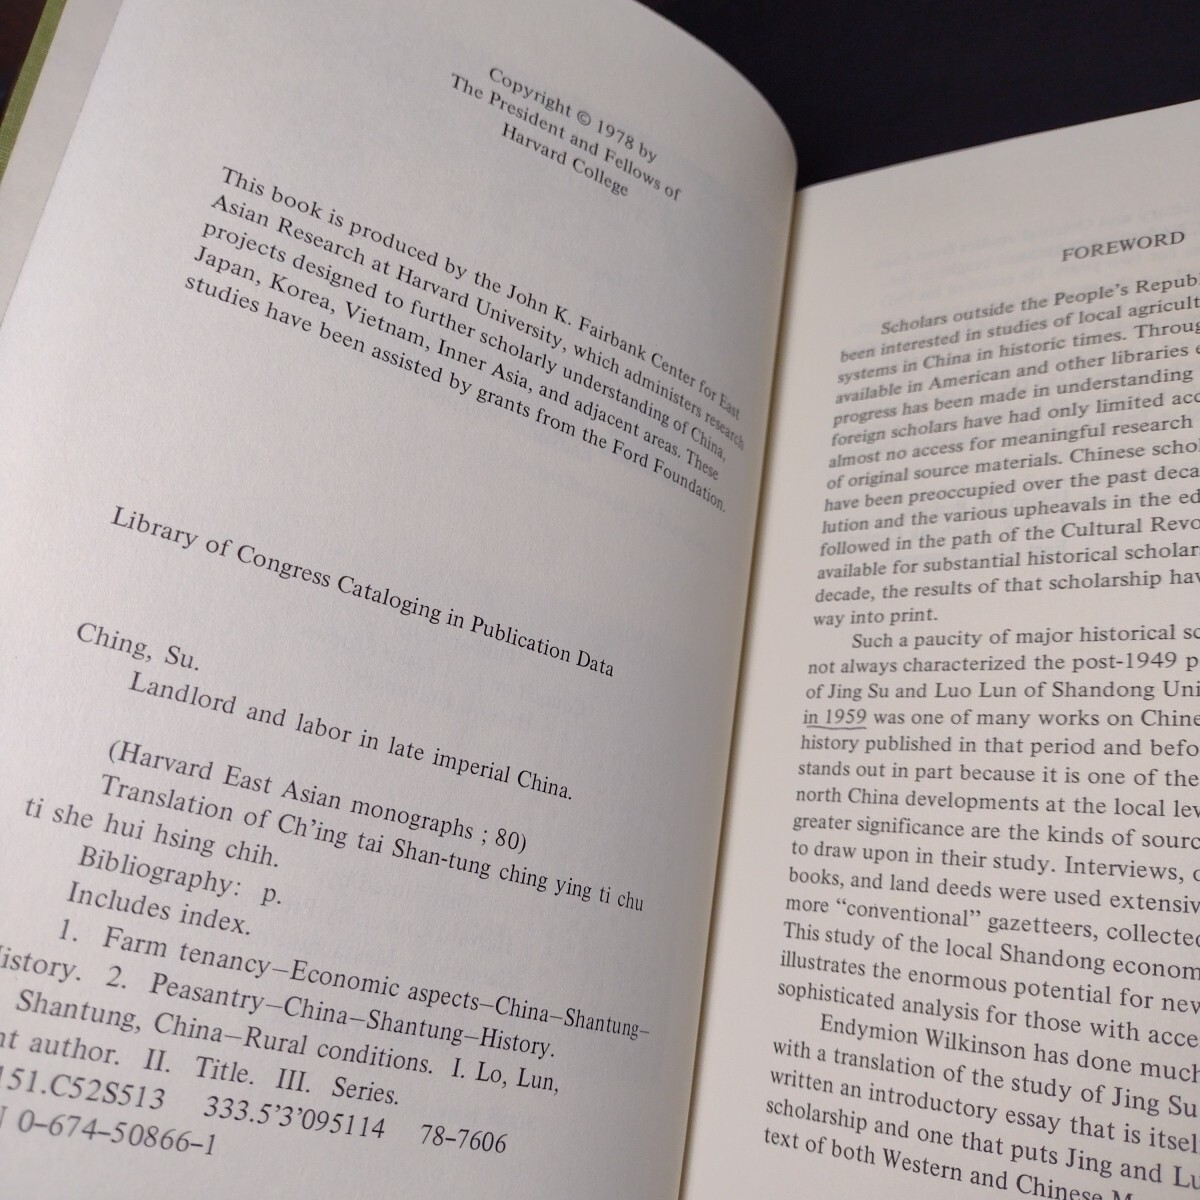 Copyright © 1978 by
The President and Fellows of
Harvard College
This book is produced by the John K. Fairbank Center for East
Asian Research at Harvard University, which administers research
projects designed to further scholarly understanding of China,
Japan, Korea, Vietnam, Inner Asia, and adjacent areas. These
studies have been assisted by grants from the Ford Foundation.
Library of Congress Cataloging in Publication Data
Ching, Su.
Landlord and labor in late imperial China.
(Harvard East Asian monographs ; 80)
Translation of Ch'ing tai Shan-tung ching ying ti chu
ti she hui hsing chih.
Bibliography: p.
Includes index.
1. Farm tenancy—Economic aspects—China—Shantung—
History. 2. Peasantry—China—Shantung—History.
Shantung, China—Rural conditions. I. Lo, Lun,
author. II. Title. III. Series.
151.C52S513 333.5'3'095114 78-7606
0-674-50866-1
FOREWORD
Scholars outside the People's Repub
been interested in studies of local agricult
systems in China in historic times. Throug
available in American and other libraries
progress has been made in understanding
foreign scholars have had only limited acc
almost no access for meaningful research
of original source materials. Chinese schol
have been preoccupied over the past deca
lution and the various upheavals in the ed
followed in the path of the Cultural Revo
available for substantial historical scholar
decade, the results of that scholarship hav
way into print.
Such a paucity of major historical sc
not always characterized the post-1949 p
of Jing Su and Luo Lun of Shandong Uni
in 1959 was one of many works on Chine
history published in that period and befo
stands out in part because it is one of the
north China developments at the local lev
greater significance are the kinds of sourc
to draw upon in their study. Interviews,
books, and land deeds were used extensiv
more "conventional" gazetteers, collected
This study of the local Shandong econom
illustrates the enormous potential for new
sophisticated analysis for those with acce
Endymion Wilkinson has done much
with a translation of the study of Jing Su
written an introductory essay that is itsel
scholarship and one that puts Jing and Lu
text of both Western and Chinese M